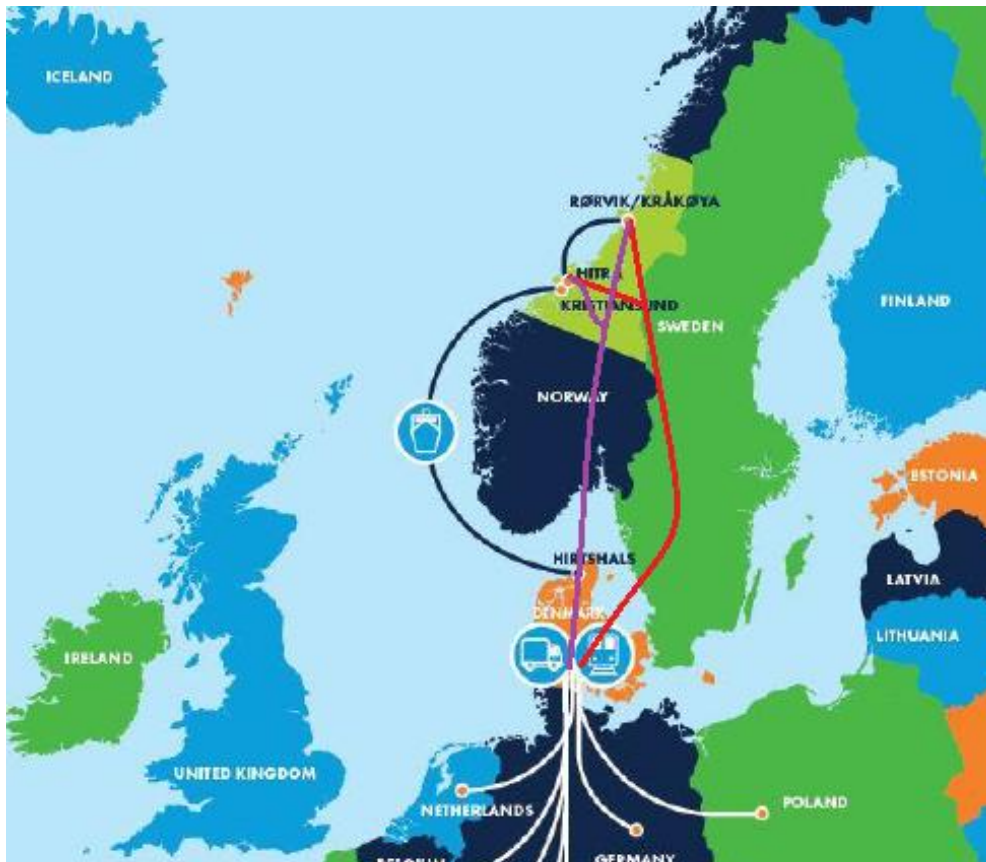 ICELAND
RØRVIK/KRÅKØYA
HITRA
KRISTIANSUND
FINLAND
SWEDEN
NORWAY
ESTONIA
HIRTSHALS
LATVIA
DENMARK
LITHUANIA
IRELAND
UNITED KINGDOM
NETHERLANDS
POLAND
BELGIUM
GERMANY